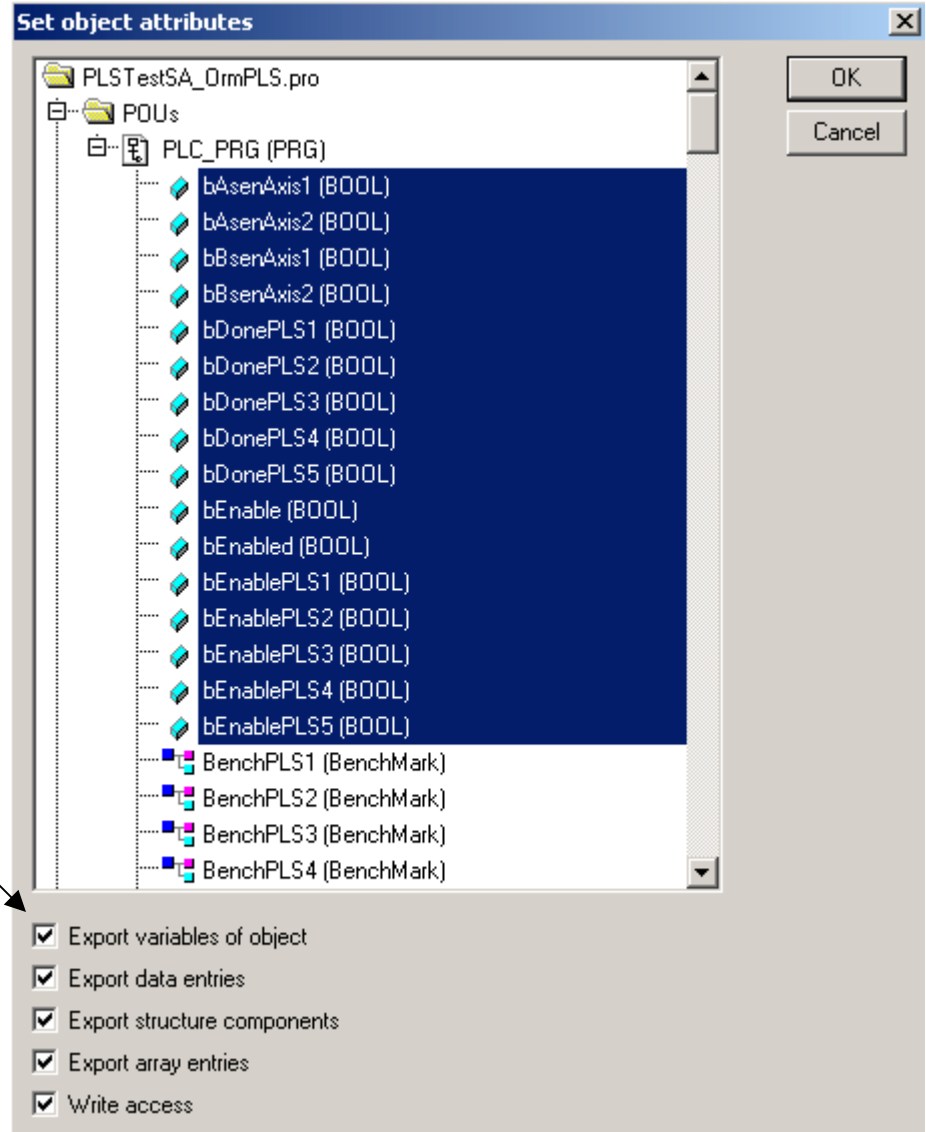 Set object attributes
PLSTestSA_OrmPLS.pro
OK
POUs
Cancel
PLC_PRG (PRG)
bAsenAxis1 (BOOL)
bAsenAxis2 (BOOL)
bBsenAxis1 (BOOL)
bBsenAxis2 (BOOL)
bDonePLS1 (BOOL)
bDonePLS2 (BOOL)
bDonePLS3 (BOOL)
bDonePLS4 (BOOL)
bDonePLS5 (BOOL)
bEnable (BOOL)
bEnabled (BOOL)
bEnablePLS1 (BOOL)
bEnablePLS2 (BOOL)
bEnablePLS3 (BOOL)
bEnablePLS4 (BOOL)
bEnablePLS5 (BOOL)
BenchPLS1 (BenchMark)
BenchPLS2 (BenchMark)
BenchPLS3 (BenchMark)
BenchPLS4 (BenchMark)
Export variables of object
Export data entries
Export structure components
Export array entries
Write access